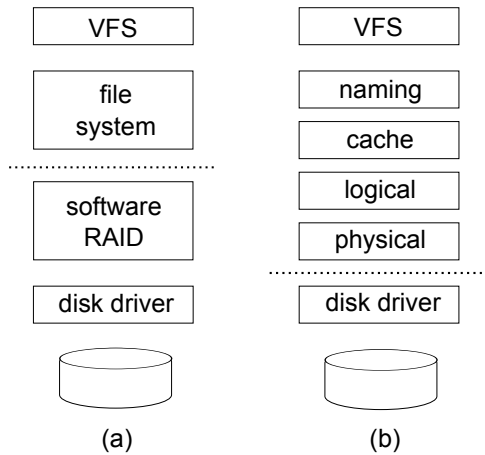 VFS
file
system
software
RAID
disk driver
(a)
VFS
naming
cache
logical
physical
disk driver
(b)